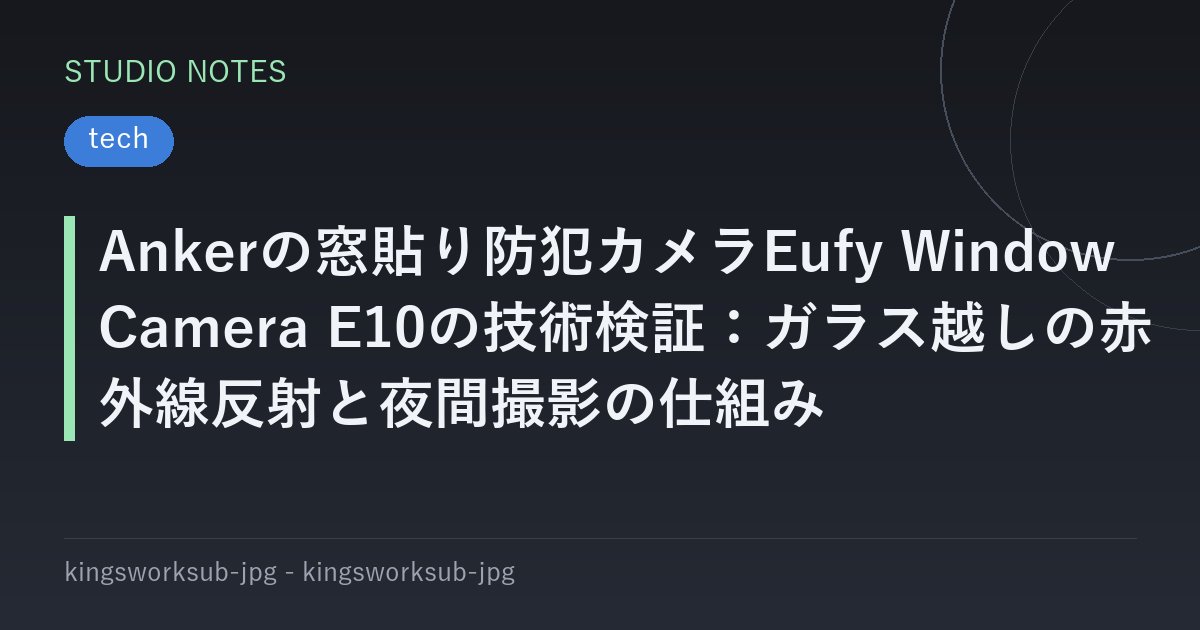 STUDIO NOTES
tech
Ankerの窓貼り防犯カメラEufy Window
Camera E10の技術検証：ガラス越しの赤
外線反射と夜間撮影の仕組み
kingsworksub-jpg - kingsworksub-jpg